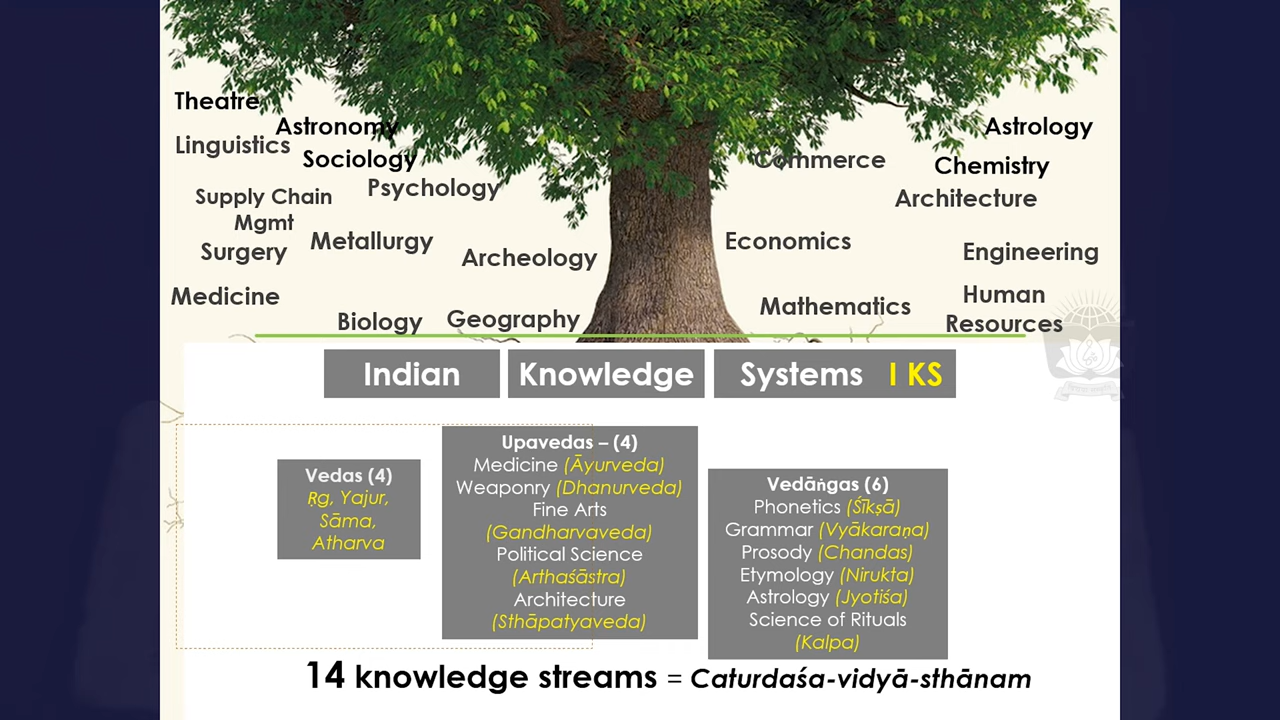 Theatre
Astronomy
Linguistics
Sociology
Psychology
Supply Chain
Mgmt
Surgery
Metallurgy
Archeology
Medicine
Biology
Geography
Commerce
Astrology
Chemistry
Architecture
Economics
Engineering
Mathematics
Human
Resources
Indian Knowledge Systems I KS
Vedas (4)
Ṛg, Yajur,
Sāma,
Atharva
Upavedas – (4)
Medicine (Āyurveda)
Weaponry (Dhanurveda)
Fine Arts
(Gandharvaveda)
Political Science
(Arthaśāstra)
Architecture
(Sthāpatyaveda)
Vedāṅgas (6)
Phonetics (Śīkṣā)
Grammar (Vyākaraṇa)
Prosody (Chandas)
Etymology (Nirukta)
Astrology (Jyotiśa)
Science of Rituals
(Kalpa)
14 knowledge streams = Caturdaśa-vidyā-sthānam